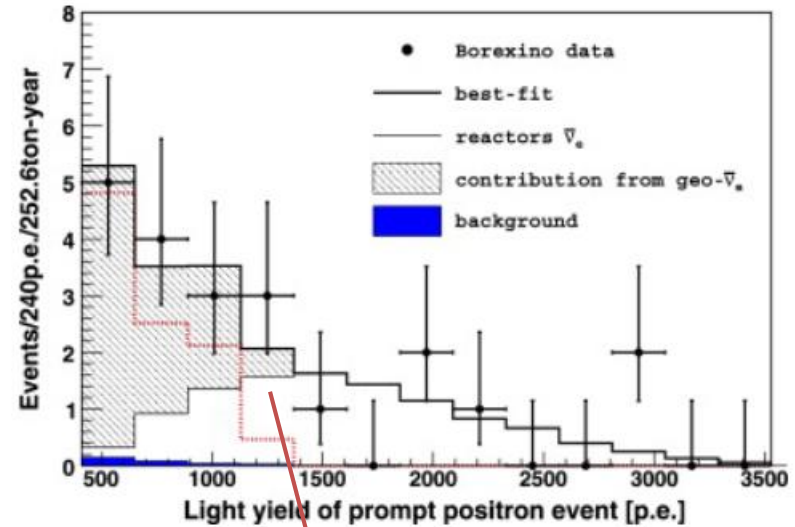 8
7
6
5
4
3
2
1
0
Events/240p.e./252.6ton-year
Borexino data
best-fit
reactors ν̅ₑ
contribution from geo-ν̅ₑ
background
500 1000 1500 2000 2500 3000 3500
Light yield of prompt positron event [p.e.]